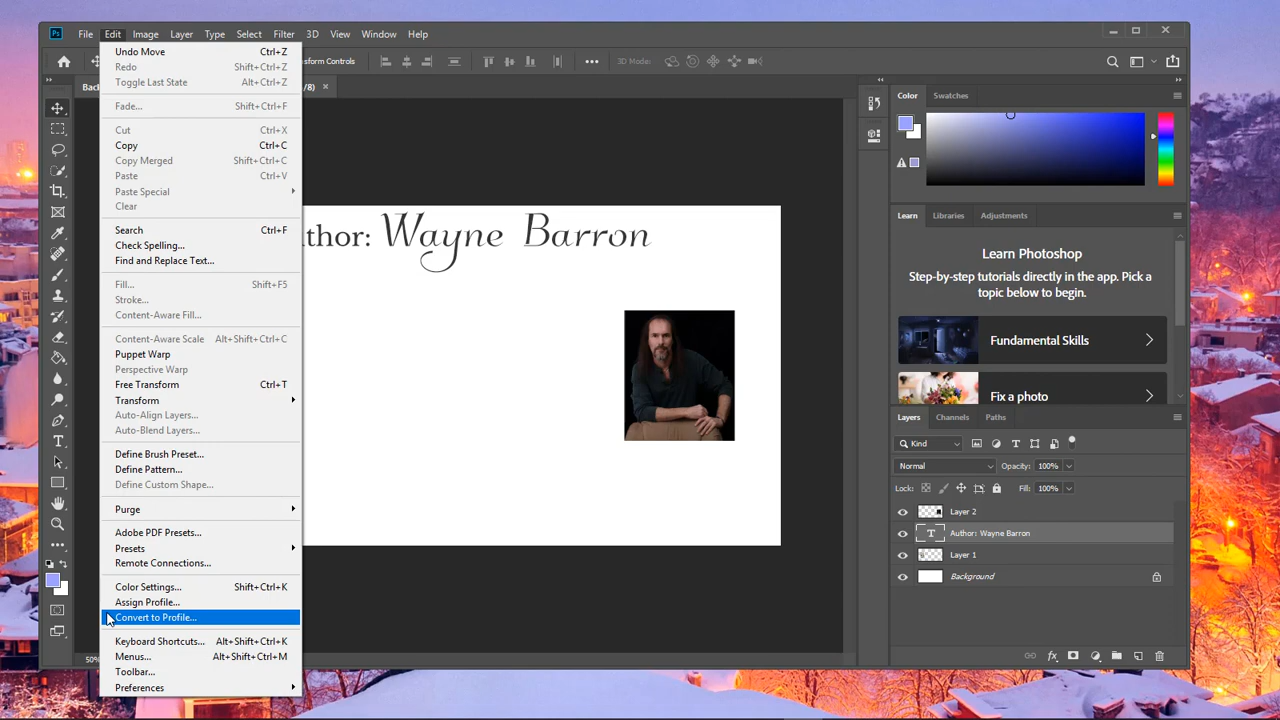 Ps File Edit Image Layer Type Select Filter 3D View Window Help
nsform Controls 3D Mode:
Bac /8)
Undo Move Ctrl+Z
Redo Shift+Ctrl+Z
Toggle Last State Alt+Ctrl+Z
Fade... Shift+Ctrl+F
Cut Ctrl+X
Copy Ctrl+C
Copy Merged Shift+Ctrl+C
Paste Ctrl+V
Paste Special
Clear
Search Ctrl+F
Check Spelling...
Find and Replace Text...
Fill... Shift+F5
Stroke...
Content-Aware Fill...
Content-Aware Scale Alt+Shift+Ctrl+C
Puppet Warp
Perspective Warp
Free Transform Ctrl+T
Transform
Auto-Align Layers...
Auto-Blend Layers...
Define Brush Preset...
Define Pattern...
Define Custom Shape...
Purge
Adobe PDF Presets...
Presets
Remote Connections...
Color Settings... Shift+Ctrl+K
Assign Profile...
Convert to Profile...
Keyboard Shortcuts... Alt+Shift+Ctrl+K
Menus... Alt+Shift+Ctrl+M
Toolbar...
Preferences
50%
thor: Wayne Barron
Color Swatches
Learn Libraries Adjustments
Learn Photoshop
Step-by-step tutorials directly in the app. Pick a
topic below to begin.
Fundamental Skills
Fix a photo
Layers Channels Paths
Kind
Normal Opacity: 100%
Lock: Fill: 100%
Layer 2
T Author: Wayne Barron
Layer 1
Background